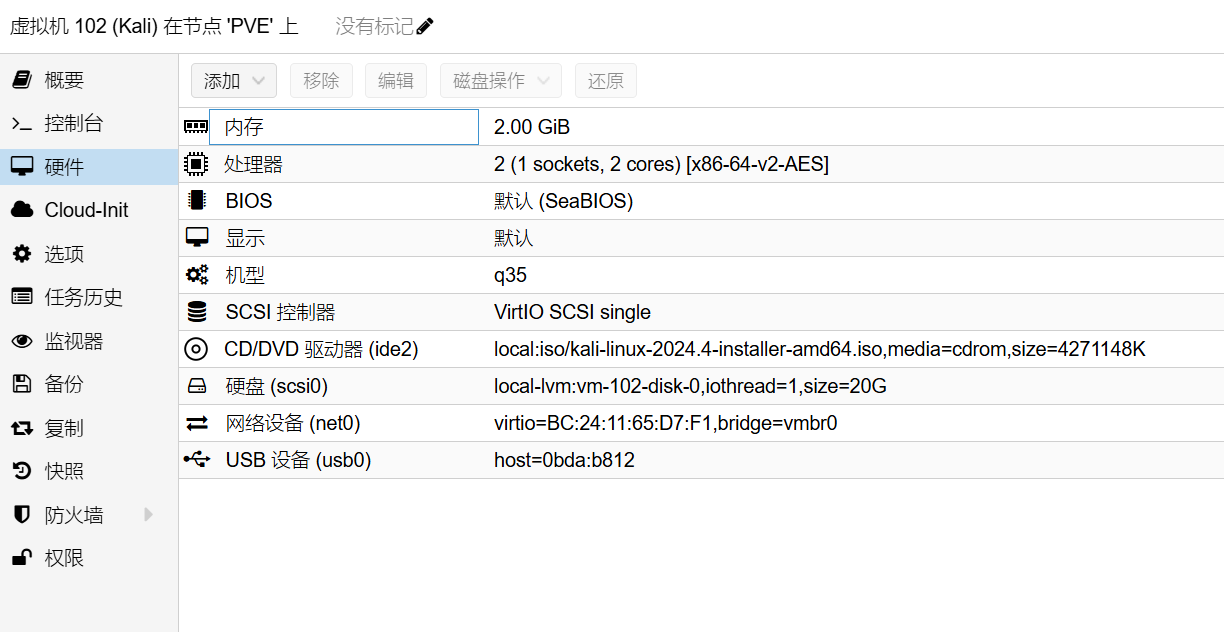 虚拟机 102 (Kali) 在节点 'PVE' 上 没有标记
概要
控制台
硬件
Cloud-Init
选项
任务历史
监视器
备份
复制
快照
防火墙
权限
添加 移除 编辑 磁盘操作 还原
内存 2.00 GiB
处理器 2 (1 sockets, 2 cores) [x86-64-v2-AES]
BIOS 默认 (SeaBIOS)
显示 默认
机型 q35
SCSI 控制器 VirtIO SCSI single
CD/DVD 驱动器 (ide2) local:iso/kali-linux-2024.4-installer-amd64.iso,media=cdrom,size=4271148K
硬盘 (scsi0) local-lvm:vm-102-disk-0,iothread=1,size=20G
网络设备 (net0) virtio=BC:24:11:65:D7:F1,bridge=vmbr0
USB 设备 (usb0) host=0bda:b812